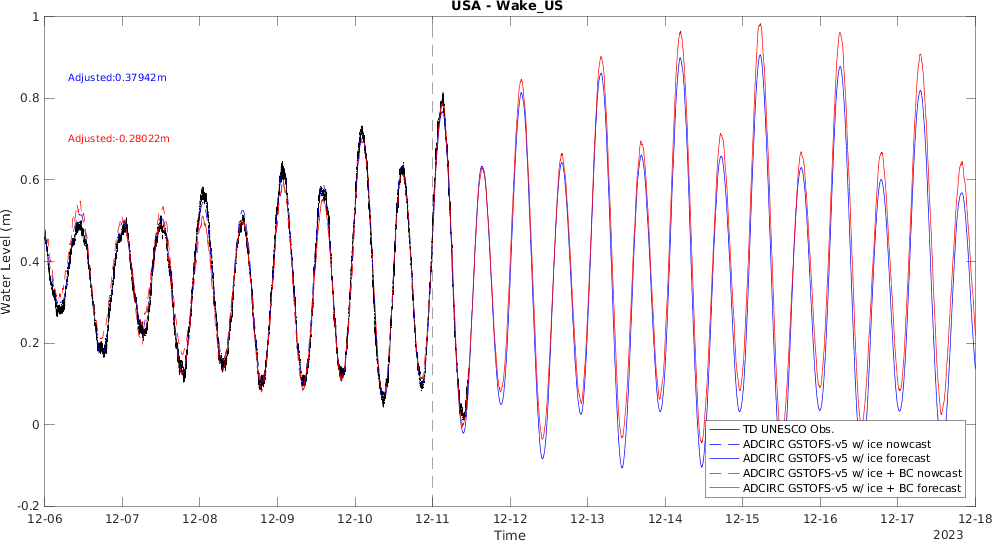 USA - Wake_US
Adjusted:0.37942m
Adjusted:-0.28022m
Water Level (m)
1
0.8
0.6
0.4
0.2
0
-0.2
TD UNESCO Obs.
ADCIRC GSTOFS-v5 w/ ice nowcast
ADCIRC GSTOFS-v5 w/ ice forecast
ADCIRC GSTOFS-v5 w/ ice + BC nowcast
ADCIRC GSTOFS-v5 w/ ice + BC forecast
12-06 12-07 12-08 12-09 12-10 12-11 12-12 12-13 12-14 12-15 12-16 12-17 12-18
Time
2023